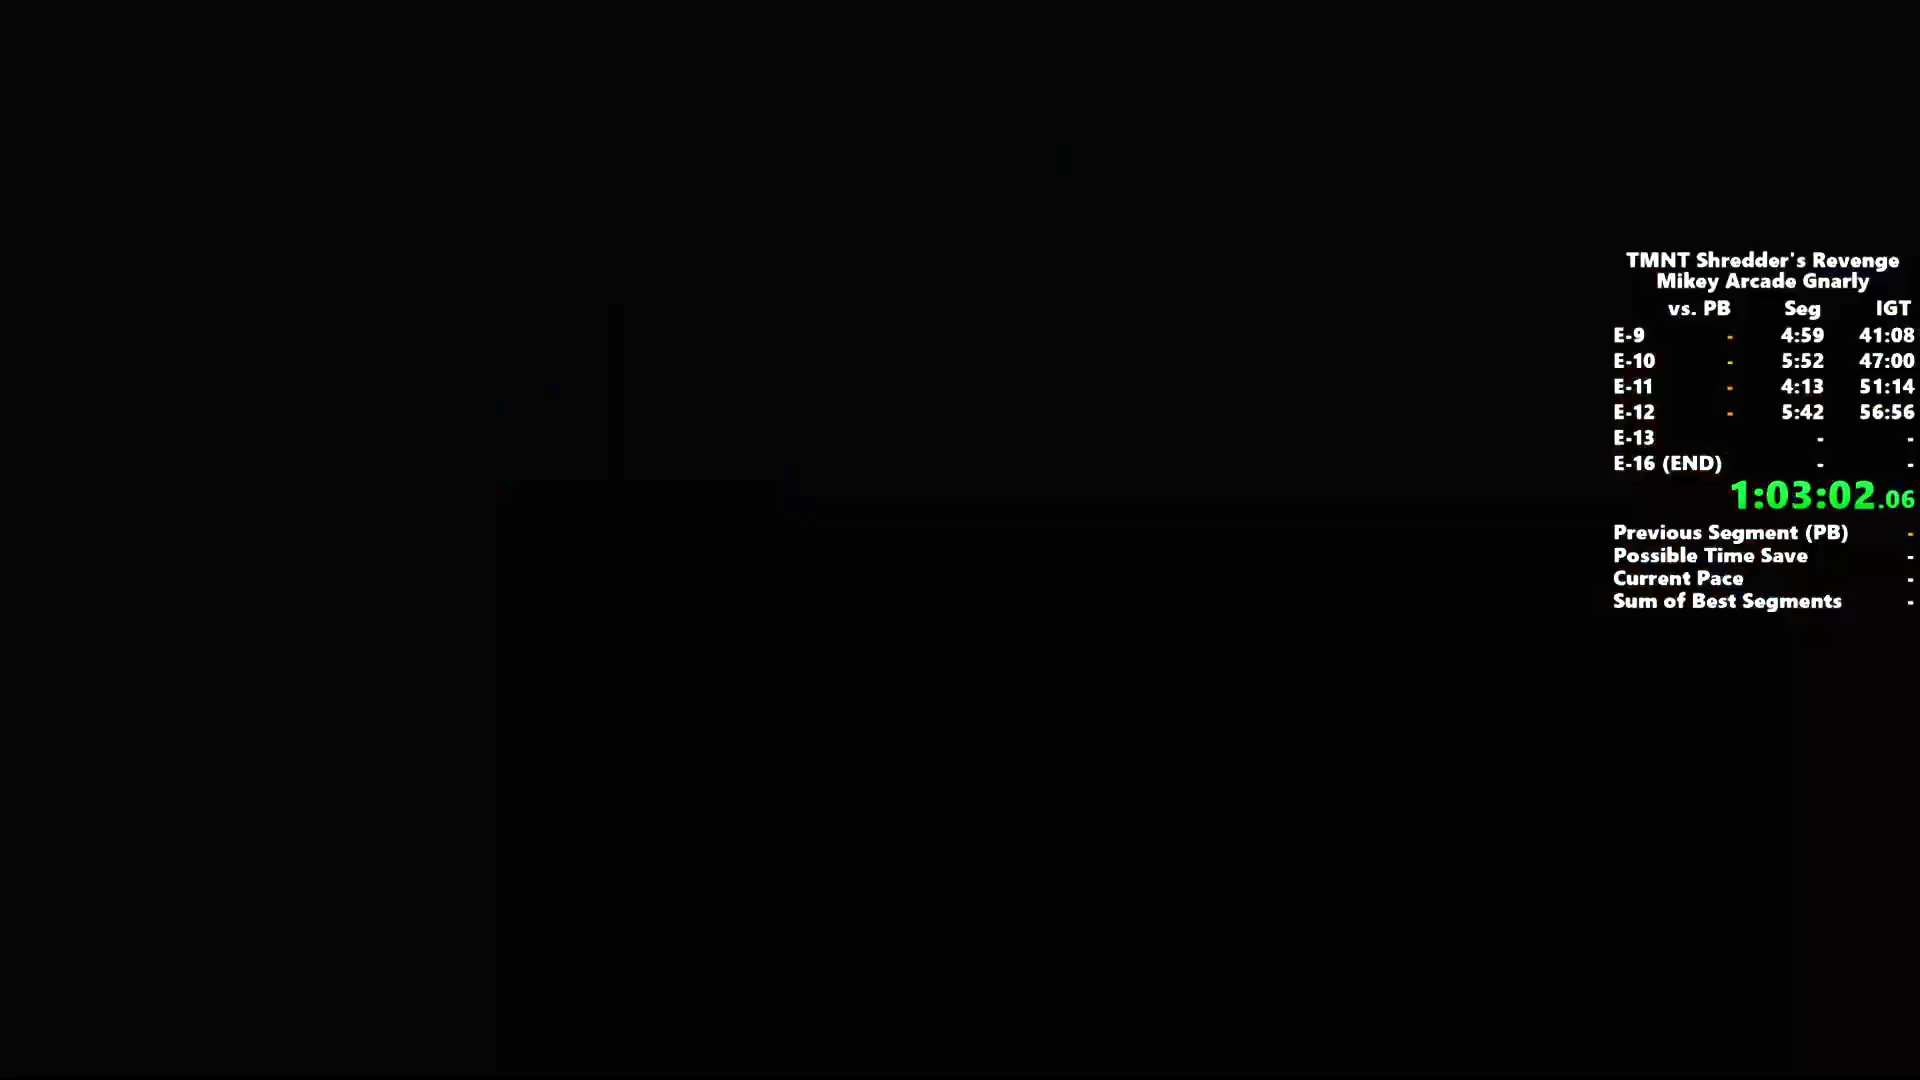 TMNT Shredder's Revenge
Mikey Arcade Gnarly
vs. PB Seg IGT
E-9 - 4:59 41:08
E-10 - 5:52 47:00
E-11 - 4:13 51:14
E-12 - 5:42 56:56
E-13 - -
E-16 (END) - -
1:03:02.06
Previous Segment (PB) -
Possible Time Save -
Current Pace -
Sum of Best Segments -